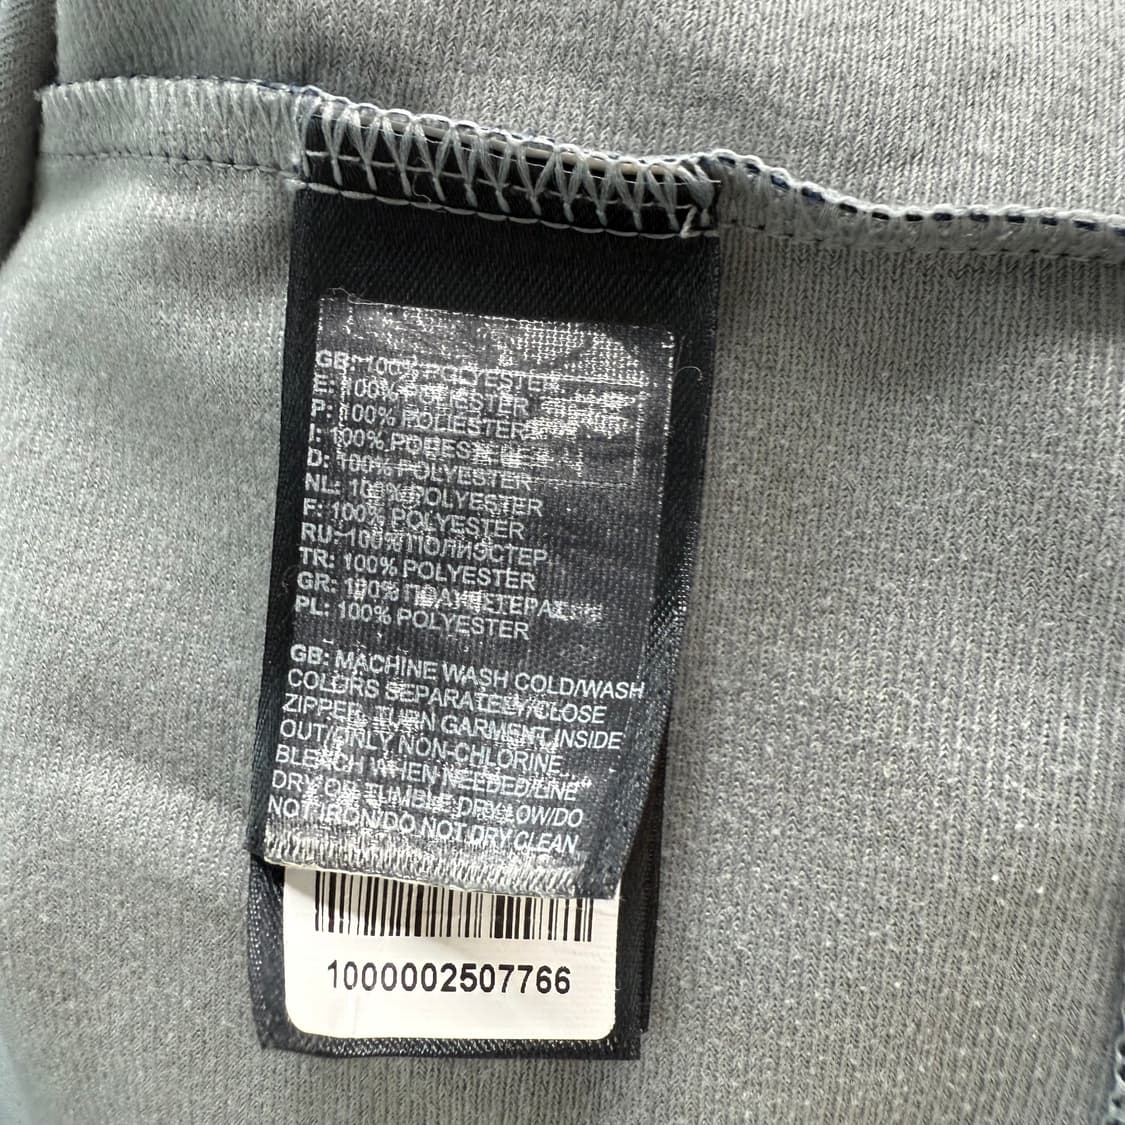 GB: 100% POLYESTER
E: 100% POLIESTER
P: 100% POLIESTER
I: 100% POLIESTERE
D: 100% POLYESTER
NL: 100% POLYESTER
F: 100% POLYESTER
RU: 100% ПОЛИЭСТЕР
TR: 100% POLYESTER
GR: 100% ΠΟΛΥΕΣΤΕΡΑΣ
PL: 100% POLYESTER
GB: MACHINE WASH COLD/WASH
COLORS SEPARATELY/CLOSE
ZIPPER, TURN GARMENT INSIDE
OUT/ONLY NON-CHLORINE
BLEACH WHEN NEEDED/LINE
DRY OR TUMBLE DRY LOW/DO
NOT IRON/DO NOT DRY CLEAN
1000002507766